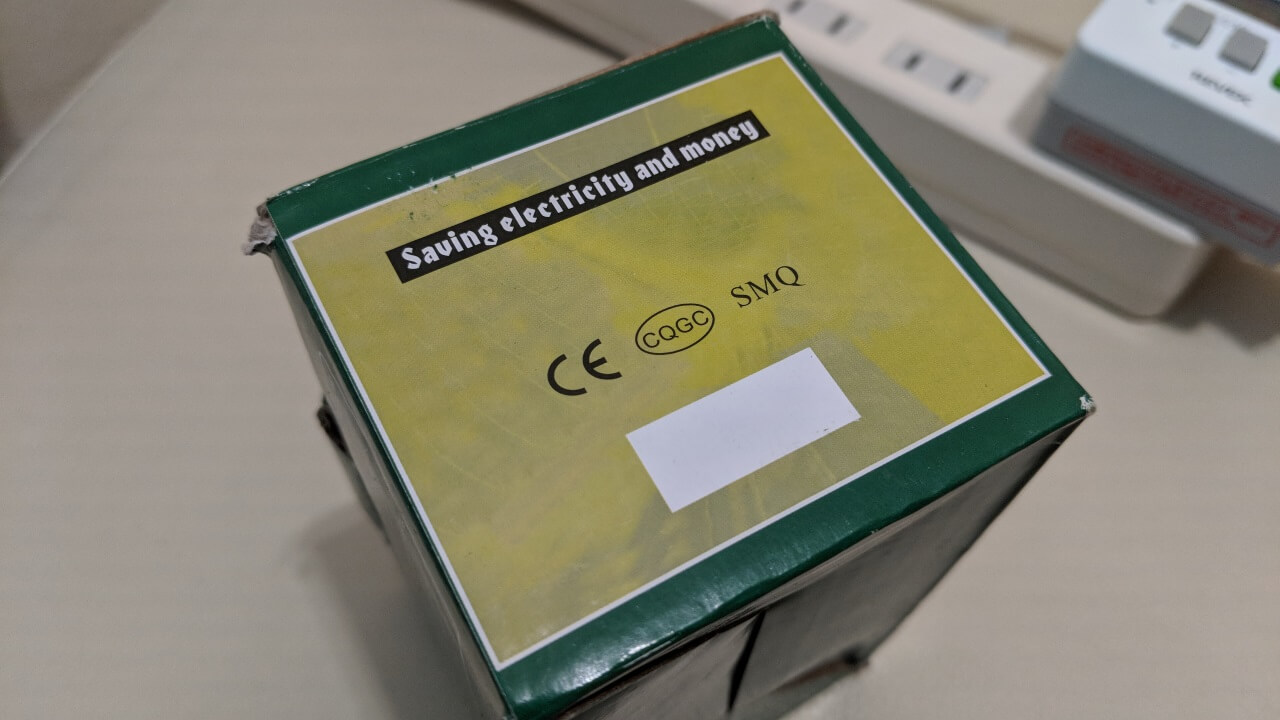 Saving electricity and money
CE CQGC SMQ